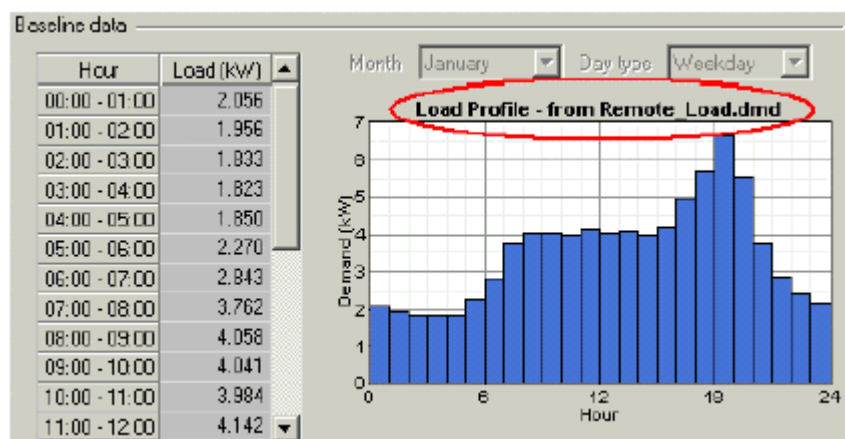 Baseline data
Hour Load (kW)
00:00 - 01:00 2.056
01:00 - 02:00 1.956
02:00 - 03:00 1.833
03:00 - 04:00 1.823
04:00 - 05:00 1.850
05:00 - 06:00 2.270
06:00 - 07:00 2.843
07:00 - 08:00 3.762
08:00 - 09:00 4.058
09:00 - 10:00 4.041
10:00 - 11:00 3.984
11:00 - 12:00 4.142
Month January Day type Weekday
Load Profile - from Remote_Load.dmd
Demand (kW)
7
6
5
4
3
2
1
0
0 6 12 18 24
Hour